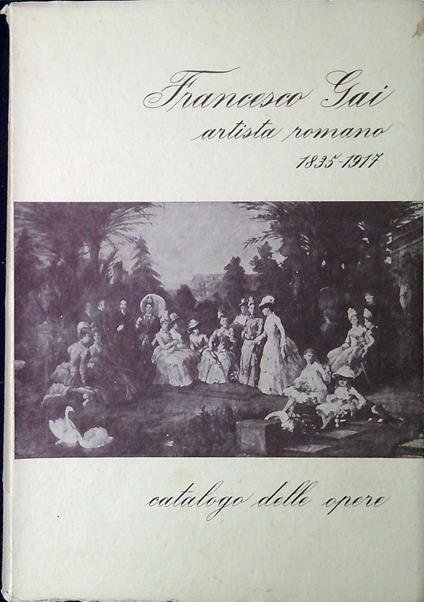 Francesco Gai
artista romano
1835-1917
catalogo delle opere